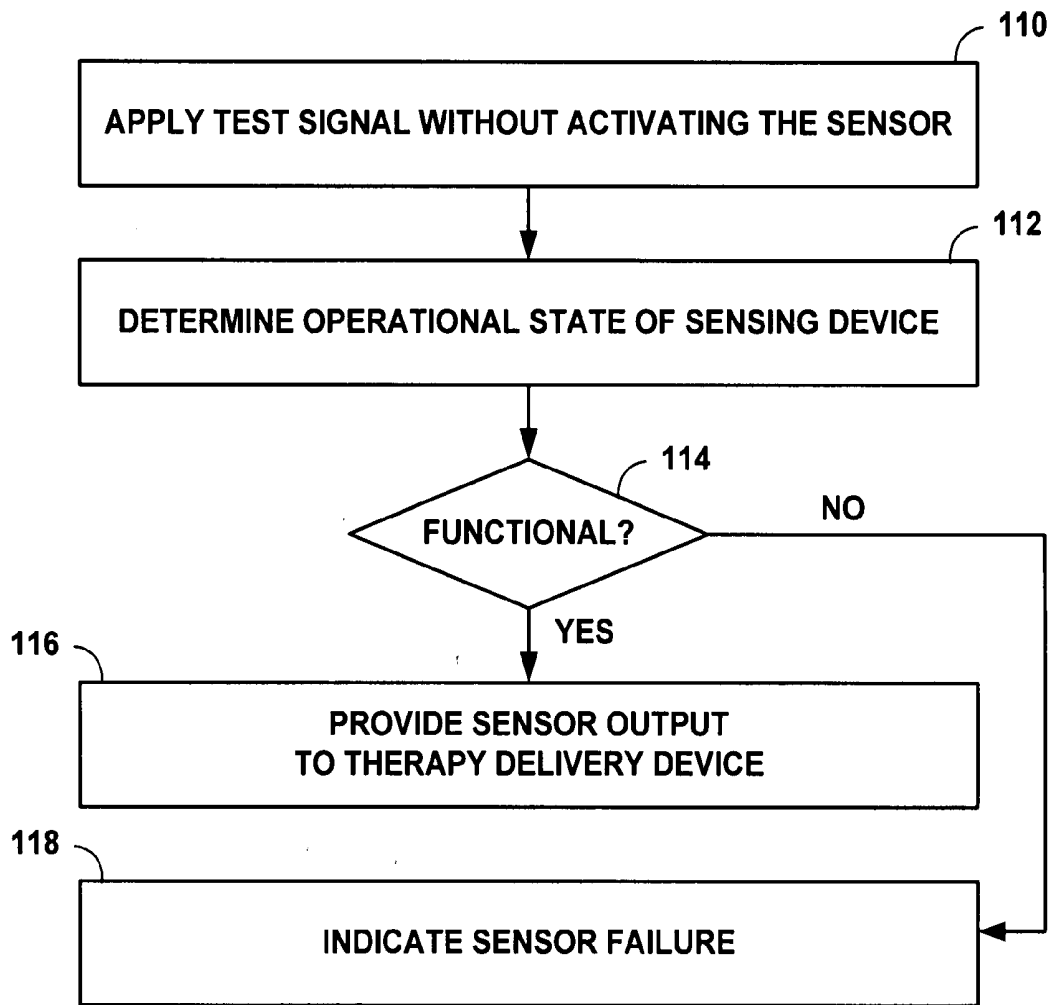 110
APPLY TEST SIGNAL WITHOUT ACTIVATING THE SENSOR
112
DETERMINE OPERATIONAL STATE OF SENSING DEVICE
114
FUNCTIONAL?
NO
YES
116
PROVIDE SENSOR OUTPUT
TO THERAPY DELIVERY DEVICE
118
INDICATE SENSOR FAILURE